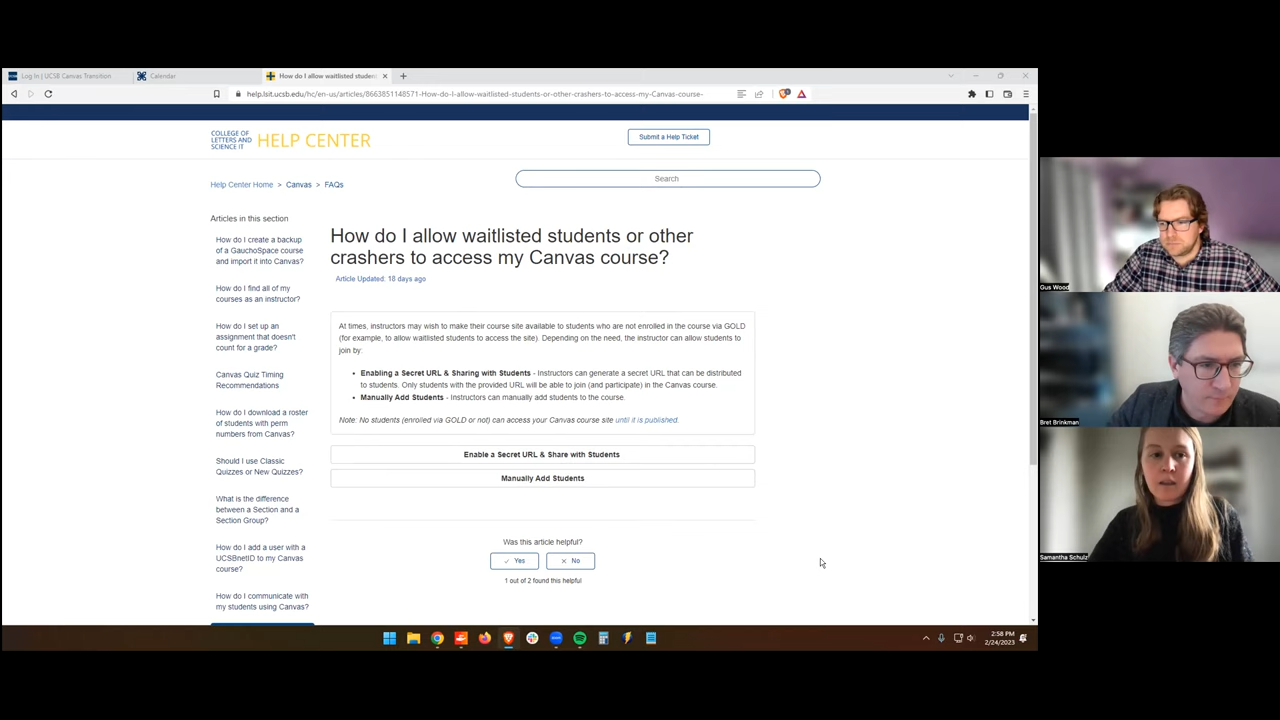 Log In | UCSB Canvas Transition
Calendar
How do I allow waitlisted studen
help.lsit.ucsb.edu/hc/en-us/articles/8663851148571-How-do-I-allow-waitlisted-students-or-other-crashers-to-access-my-Canvas-course-
COLLEGE OF
LETTERS AND
SCIENCE IT
HELP CENTER
Submit a Help Ticket
Help Center Home > Canvas > FAQs
Search
Articles in this section
How do I create a backup
of a GauchoSpace course
and import it into Canvas?
How do I find all of my
courses as an instructor?
How do I set up an
assignment that doesn't
count for a grade?
Canvas Quiz Timing
Recommendations
How do I download a roster
of students with perm
numbers from Canvas?
Should I use Classic
Quizzes or New Quizzes?
What is the difference
between a Section and a
Section Group?
How do I add a user with a
UCSBnetID to my Canvas
course?
How do I communicate with
my students using Canvas?
How do I allow waitlisted students or other
crashers to access my Canvas course?
Article Updated: 18 days ago
At times, instructors may wish to make their course site available to students who are not enrolled in the course via GOLD
(for example, to allow waitlisted students to access the site). Depending on the need, the instructor can allow students to
join by:
• Enabling a Secret URL & Sharing with Students - Instructors can generate a secret URL that can be distributed
to students. Only students with the provided URL will be able to join (and participate) in the Canvas course.
• Manually Add Students - Instructors can manually add students to the course.
Note: No students (enrolled via GOLD or not) can access your Canvas course site until it is published.
Enable a Secret URL & Share with Students
Manually Add Students
Was this article helpful?
Yes
No
1 out of 2 found this helpful
2:58 PM
2/24/2023
Gus Wood
Bret Brinkman
Samantha Schulz